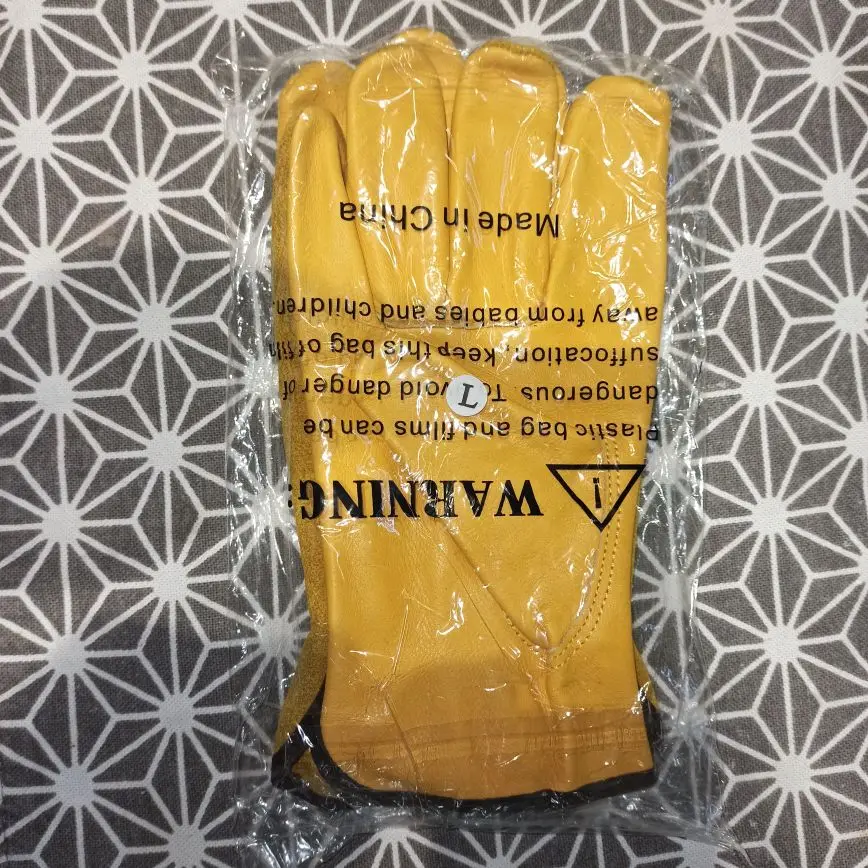 WARNING:
Plastic bag and films can be
dangerous. To avoid danger of
suffocation, keep this bag of film
away from babies and children.
Made in China
L